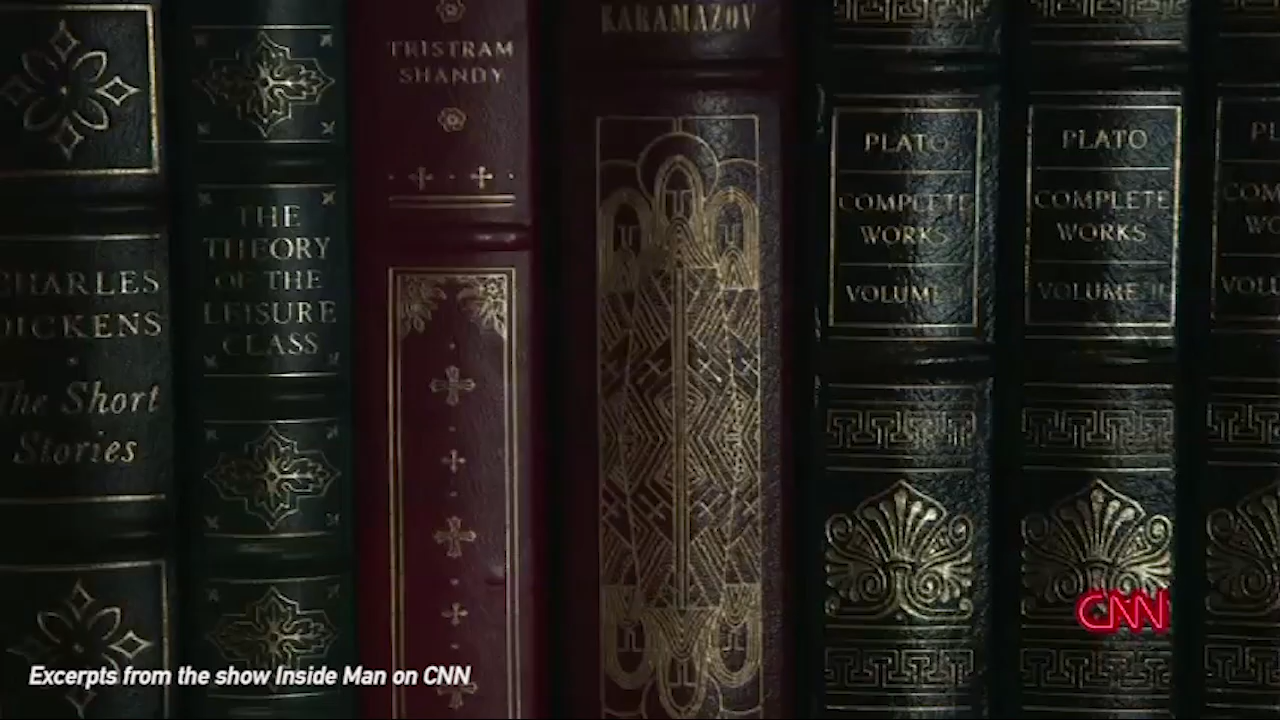 CHARLES
DICKENS
The Short
Stories
THE
THEORY
OF THE
LEISURE
CLASS
TRISTRAM
SHANDY
KARAMAZOV
PLATO
COMPLETE
WORKS
VOLUME I
PLATO
COMPLETE
WORKS
VOLUME II
CNN
Excerpts from the show Inside Man on CNN